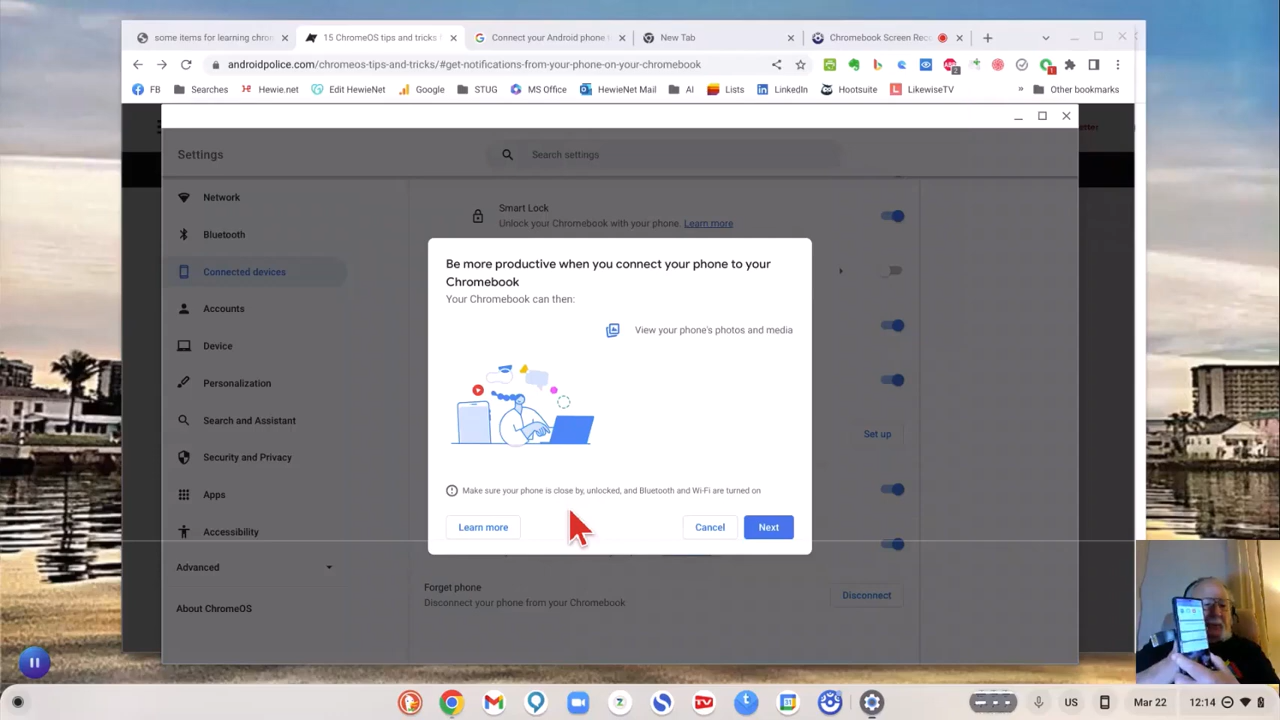 some items for learning chro
15 ChromeOS tips and tricks
Connect your Android phone t
New Tab
Chromebook Screen Rec
androidpolice.com/chromeos-tips-and-tricks/#get-notifications-from-your-phone-on-your-chromebook
FB
Searches
Hewie.net
Edit HewieNet
Google
STUG
MS Office
HewieNet Mail
AI
Lists
LinkedIn
Hootsuite
LikewiseTV
»
Other bookmarks
etter
Settings
Search settings
Network
Bluetooth
Connected devices
Accounts
Device
Personalization
Search and Assistant
Security and Privacy
Apps
Accessibility
Advanced
About ChromeOS
Smart Lock
Unlock your Chromebook with your phone. Learn more
Be more productive when you connect your phone to your
Chromebook
Your Chromebook can then:
View your phone's photos and media
Make sure your phone is close by, unlocked, and Bluetooth and Wi-Fi are turned on
Learn more
Cancel
Next
Set up
Forget phone
Disconnect your phone from your Chromebook
Disconnect
US
Mar 22
12:14